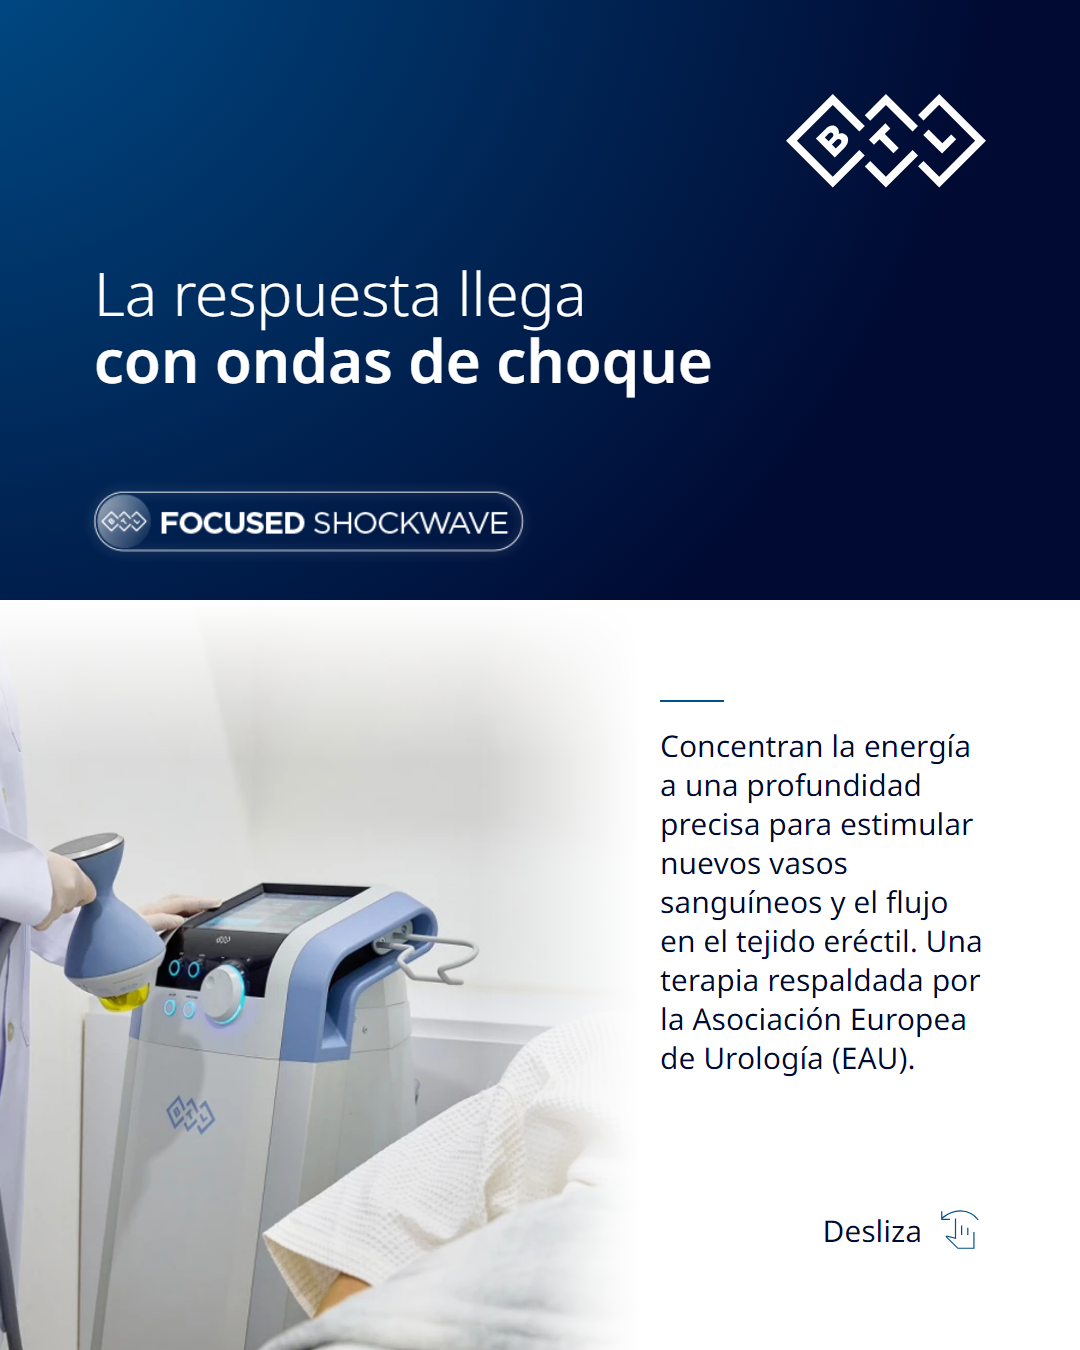 BTL
La respuesta llega
con ondas de choque
BTL FOCUSED SHOCKWAVE
Concentran la energía
a una profundidad
precisa para estimular
nuevos vasos
sanguíneos y el flujo
en el tejido eréctil. Una
terapia respaldada por
la Asociación Europea
de Urología (EAU).
BTL
Desliza